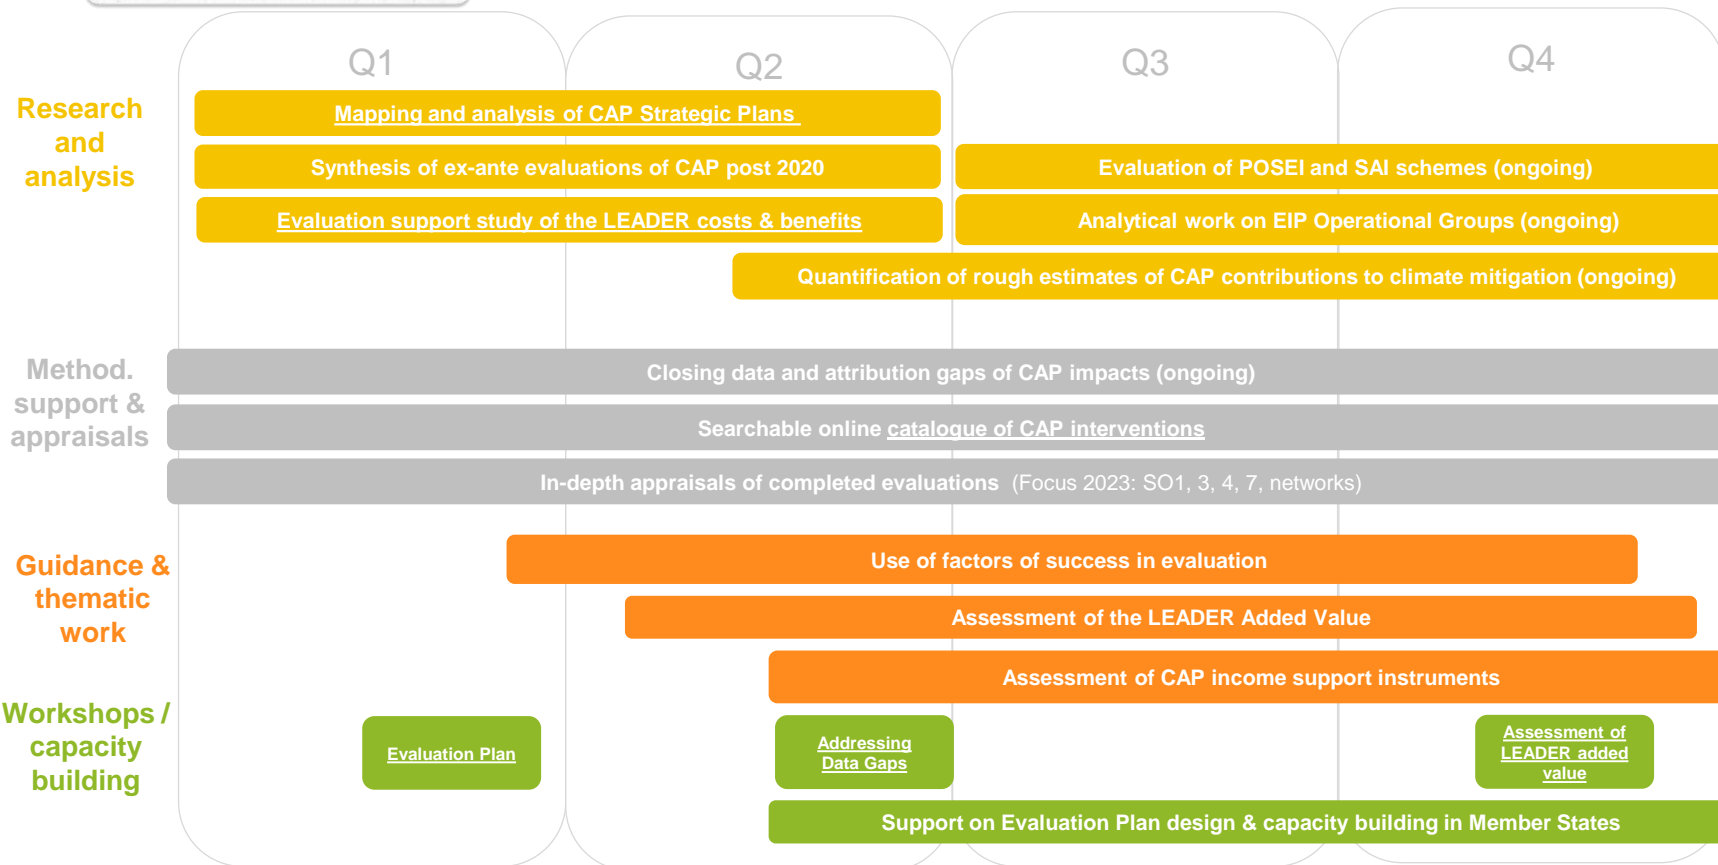 Q1
Q2
Q3
Q4
Research
and
analysis
Mapping and analysis of CAP Strategic Plans
Synthesis of ex-ante evaluations of CAP post 2020
Evaluation of POSEI and SAI schemes (ongoing)
Evaluation support study of the LEADER costs & benefits
Analytical work on EIP Operational Groups (ongoing)
Quantification of rough estimates of CAP contributions to climate mitigation (ongoing)
Method.
support &
appraisals
Closing data and attribution gaps of CAP impacts (ongoing)
Searchable online catalogue of CAP interventions
In-depth appraisals of completed evaluations (Focus 2023: SO1, 3, 4, 7, networks)
Guidance &
thematic
work
Use of factors of success in evaluation
Assessment of the LEADER Added Value
Assessment of CAP income support instruments
Workshops /
capacity
building
Evaluation Plan
Addressing
Data Gaps
Assessment of
LEADER added
value
Support on Evaluation Plan design & capacity building in Member States